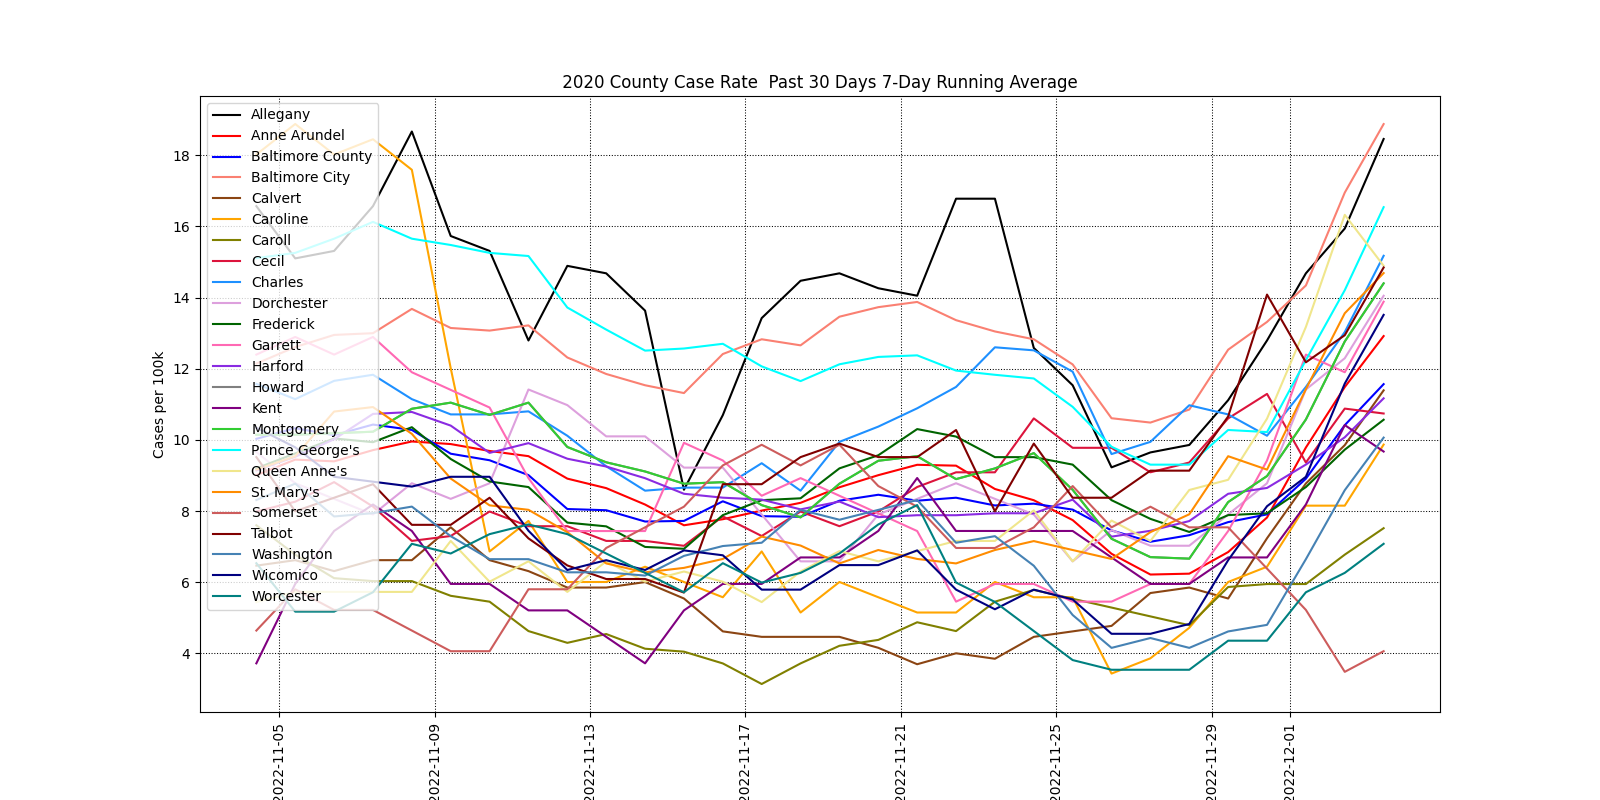 2020 County Case Rate  Past 30 Days 7-Day Running Average
Allegany
Anne Arundel
Baltimore County
Baltimore City
Calvert
Caroline
Caroll
Cecil
Charles
Dorchester
Frederick
Garrett
Harford
Howard
Kent
Montgomery
Prince George's
Queen Anne's
St. Mary's
Somerset
Talbot
Washington
Wicomico
Worcester
Cases per 100k
18
16
14
12
10
8
6
4
2022-11-05
2022-11-09
2022-11-13
2022-11-17
2022-11-21
2022-11-25
2022-11-29
2022-12-01